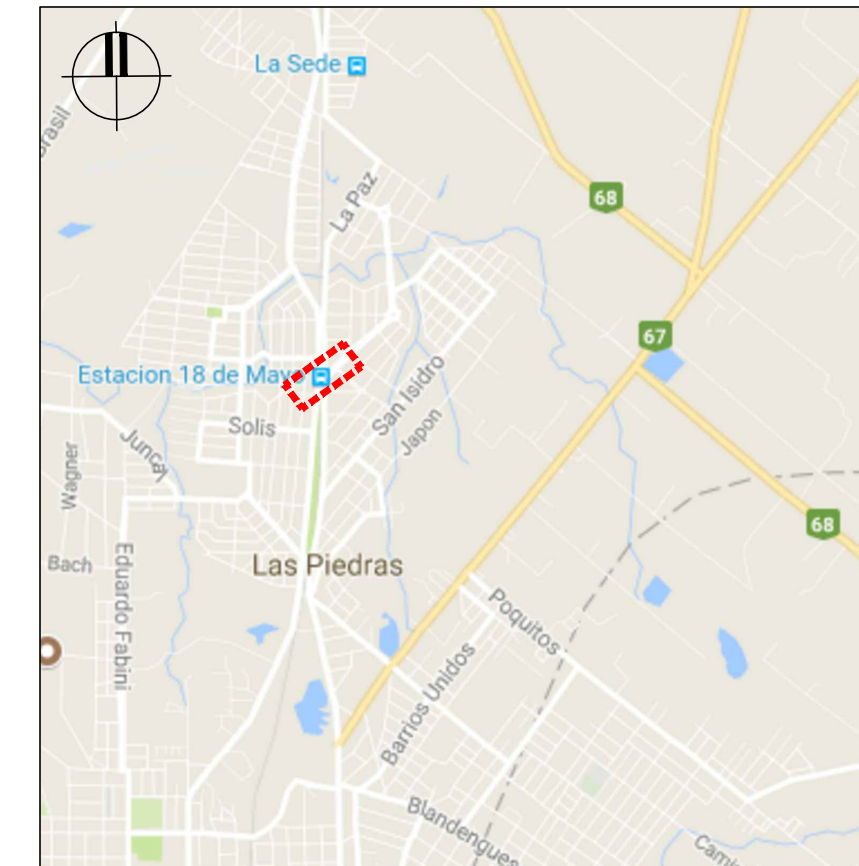 La Sede
Brasil
La Paz
68
67
Estacion 18 de Mayo
San Isidro
Solis
Japon
Juncal
Wagner
68
Bach
Eduardo Fabini
Las Piedras
Poquitos
Barrios Unidos
Blandengues